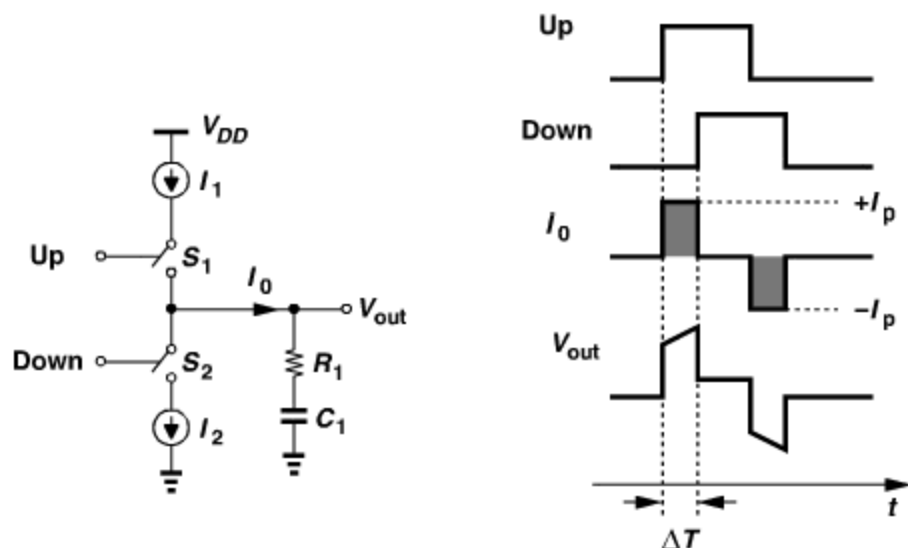 V_DD
I_1
Up
S_1
I_0
V_out
Down
S_2
R_1
C_1
I_2
Up
Down
I_0
+I_p
−I_p
V_out
t
ΔT